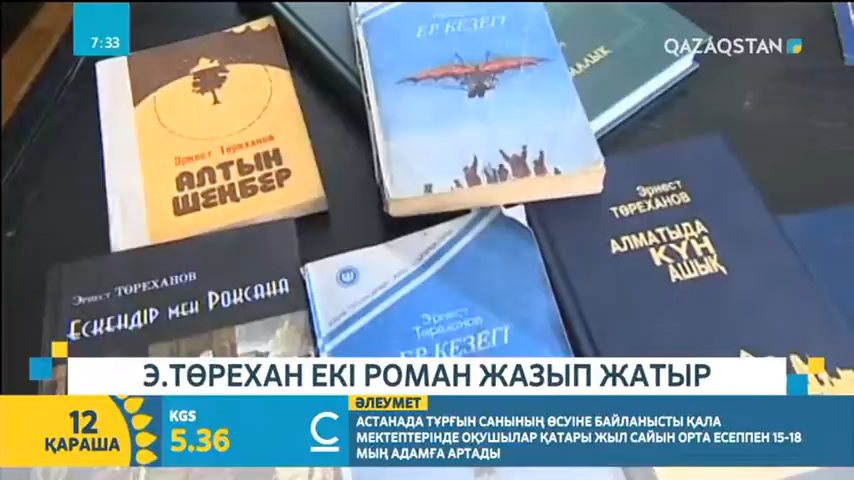 7:33
QAZAQSTAN
ЕР КЕЗЕГІ
Эрнест Төреханов
АЛТЫН
ШЕҢБЕР
Эрнест
ТӨРЕХАНОВ
АЛМАТЫДА
КҮН
АШЫҚ
Эрнест ТӨРЕХАНОВ
ЕСКЕНДІР МЕН РОКСАНА
Эрнест
Төреханов
ЕР КЕЗЕГІ
Э.ТӨРЕХАН ЕКІ РОМАН ЖАЗЫП ЖАТЫР
12
ҚАРАША
KGS
5.36
ӘЛЕУМЕТ
АСТАНАДА ТҰРҒЫН САНЫНЫҢ ӨСУІНЕ БАЙЛАНЫСТЫ ҚАЛА
МЕКТЕПТЕРІНДЕ ОҚУШЫЛАР ҚАТАРЫ ЖЫЛ САЙЫН ОРТА ЕСЕППЕН 15-18
МЫҢ АДАМҒА АРТАДЫ